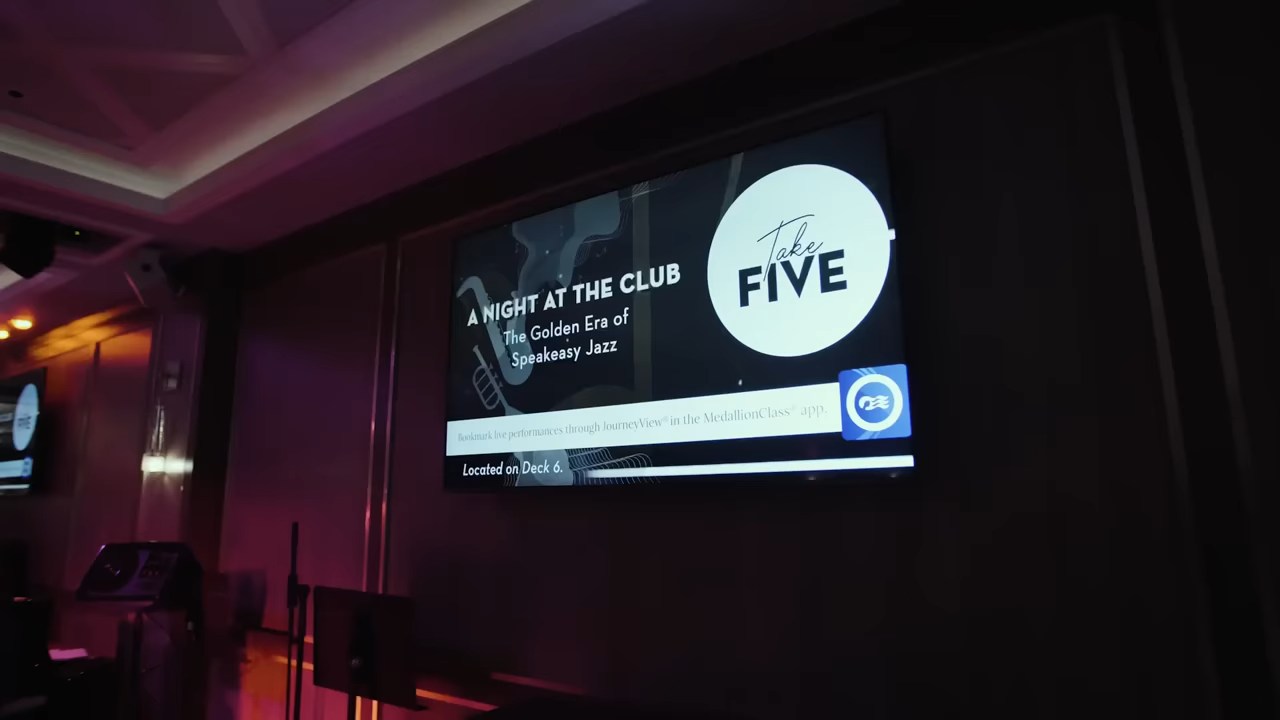 A NIGHT AT THE CLUB
The Golden Era of
Speakeasy Jazz
Take
FIVE
Bookmark live performances through JourneyView® in the MedallionClass® app.
Located on Deck 6.
FIVE